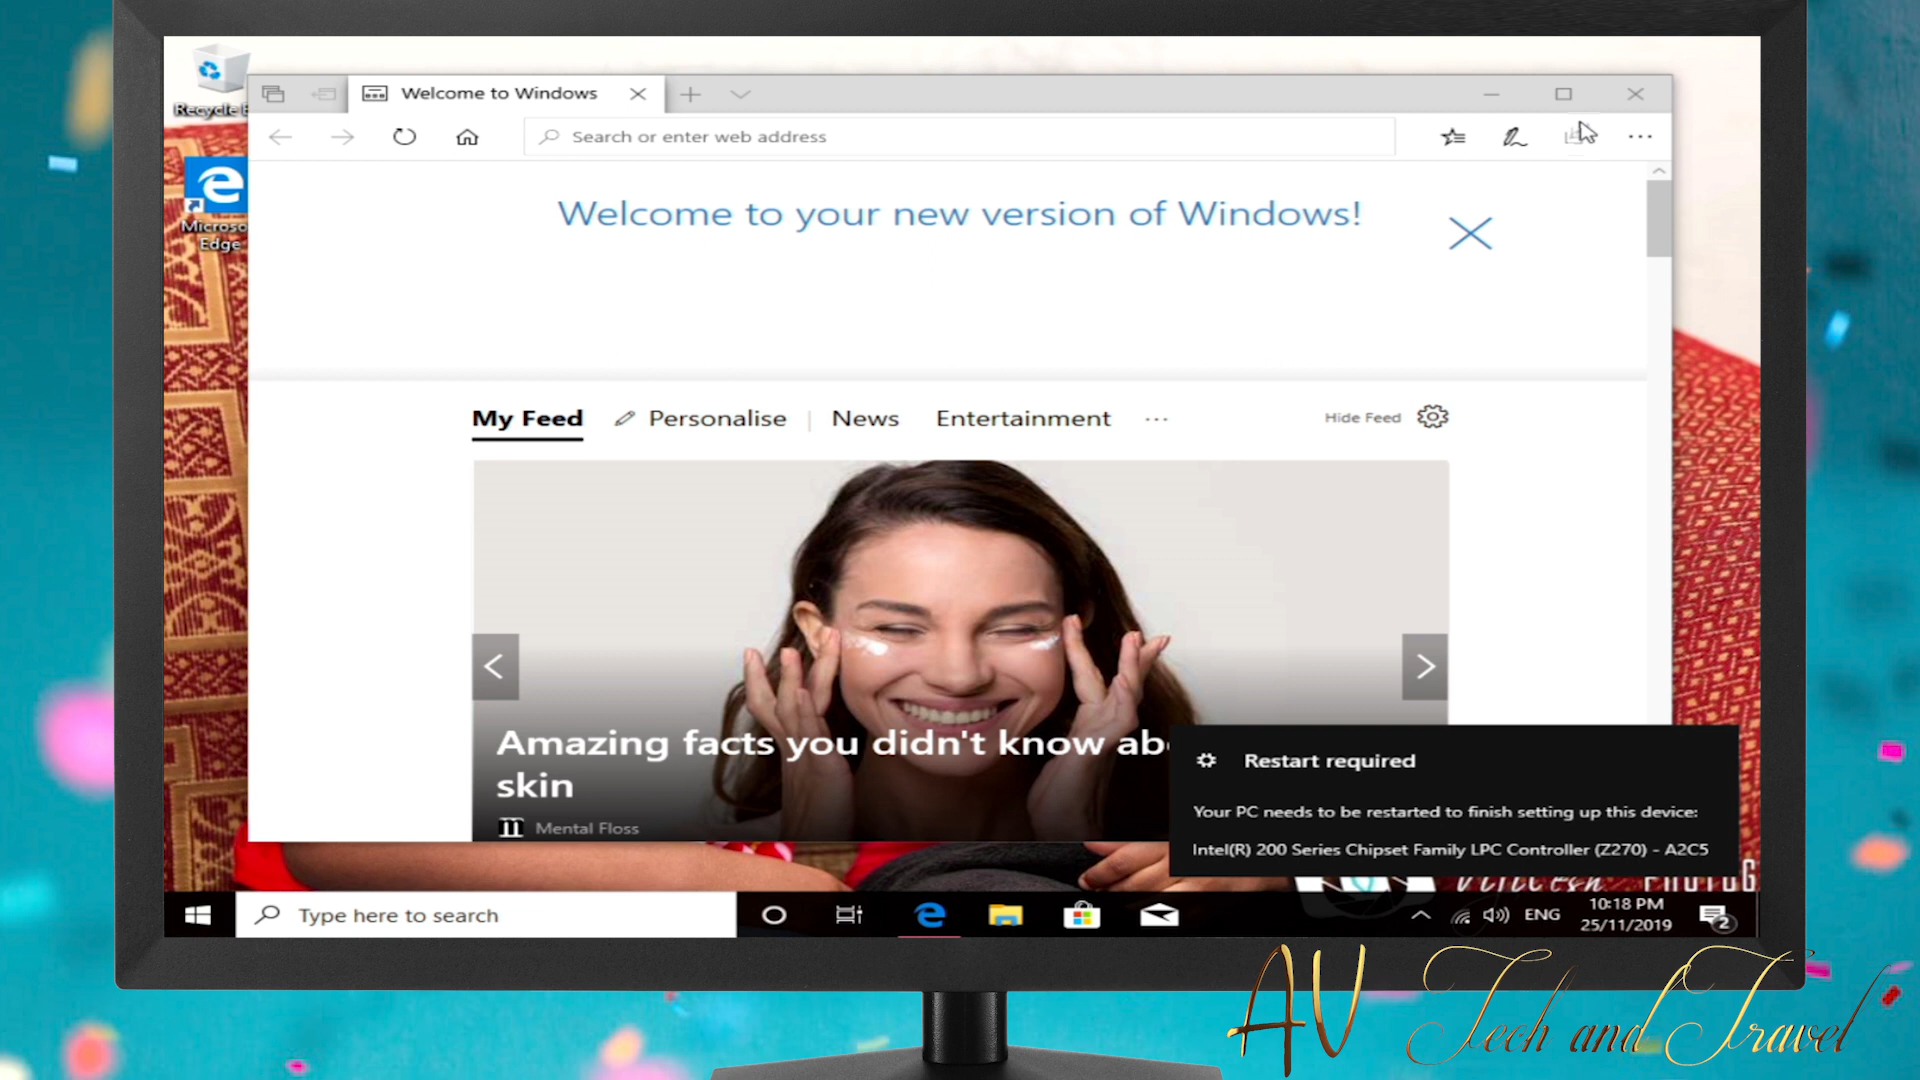 Recycle
Welcome to Windows
Search or enter web address
Edge
Welcome to your new version of Windows!
My Feed Personalise News Entertainment ... Hide Feed
Amazing facts you didn't know
skin
Mental Floss
Restart required
Your PC needs to be restarted to finish setting up this device:
Intel(R) 200 Series Chipset Family LPC Controller (Z270) - A2C5
Type here to search
ENG
10:18 PM
25/11/2019
2
AV Tech and Travel